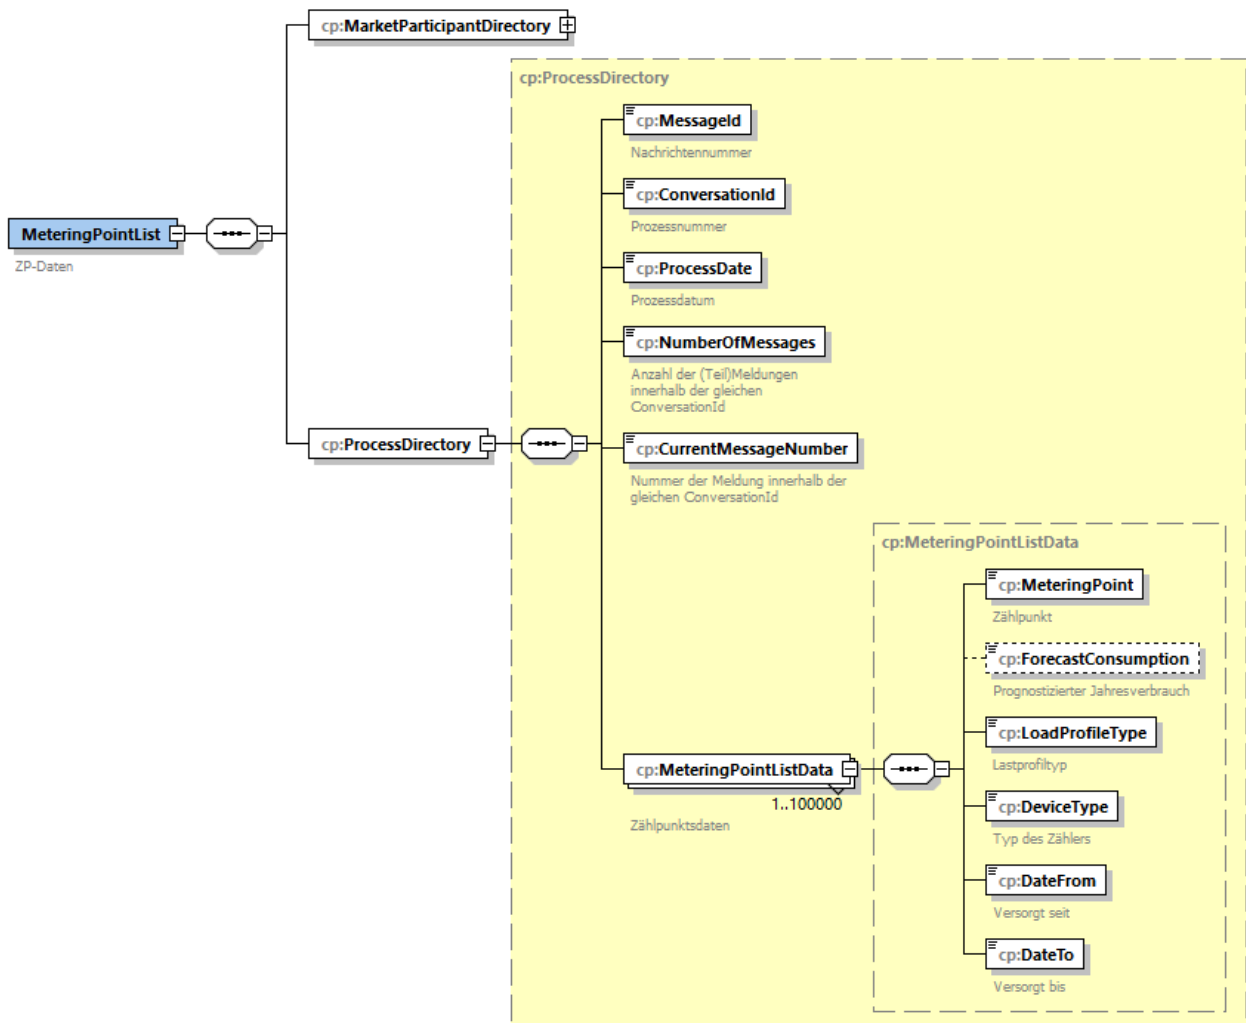 cp:MarketParticipantDirectory
cp:ProcessDirectory
cp:MessageId
Nachrichtennummer
cp:ConversationId
Prozessnummer
MeteringPointList
ZP-Daten
cp:ProcessDate
Prozessdatum
cp:NumberOfMessages
Anzahl der (Teil)Meldungen
innerhalb der gleichen
ConversationId
cp:ProcessDirectory
cp:CurrentMessageNumber
Nummer der Meldung innerhalb der
gleichen ConversationId
cp:MeteringPointListData
cp:MeteringPoint
Zählpunkt
cp:ForecastConsumption
Prognostizierter Jahresverbrauch
cp:LoadProfileType
Lastprofiltyp
cp:MeteringPointListData
1..100000
Zählpunktsdaten
cp:DeviceType
Typ des Zählers
cp:DateFrom
Versorgt seit
cp:DateTo
Versorgt bis